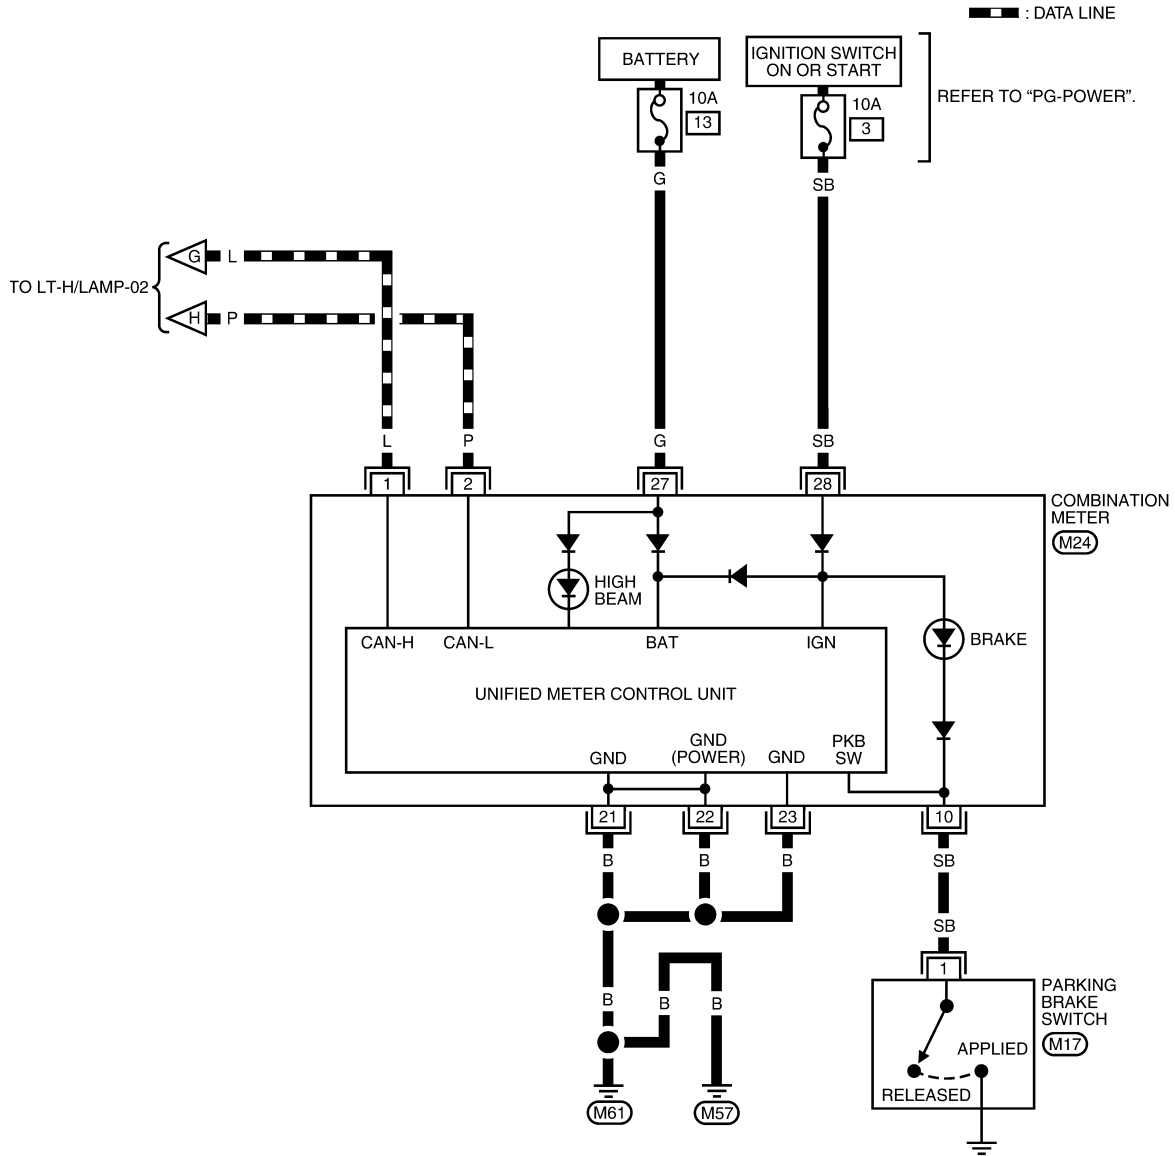 : DATA LINE
BATTERY
IGNITION SWITCH
ON OR START
REFER TO “PG-POWER”.
10A
13
10A
3
G
SB
TO LT-H/LAMP-02
G
L
H
P
L
P
G
SB
1
2
27
28
COMBINATION
METER
M24
HIGH
BEAM
BRAKE
CAN-H
CAN-L
BAT
IGN
UNIFIED METER CONTROL UNIT
GND
GND
(POWER)
GND
PKB
SW
21
22
23
10
B
B
B
SB
SB
1
PARKING
BRAKE
SWITCH
M17
B
B
B
APPLIED
RELEASED
M61
M57